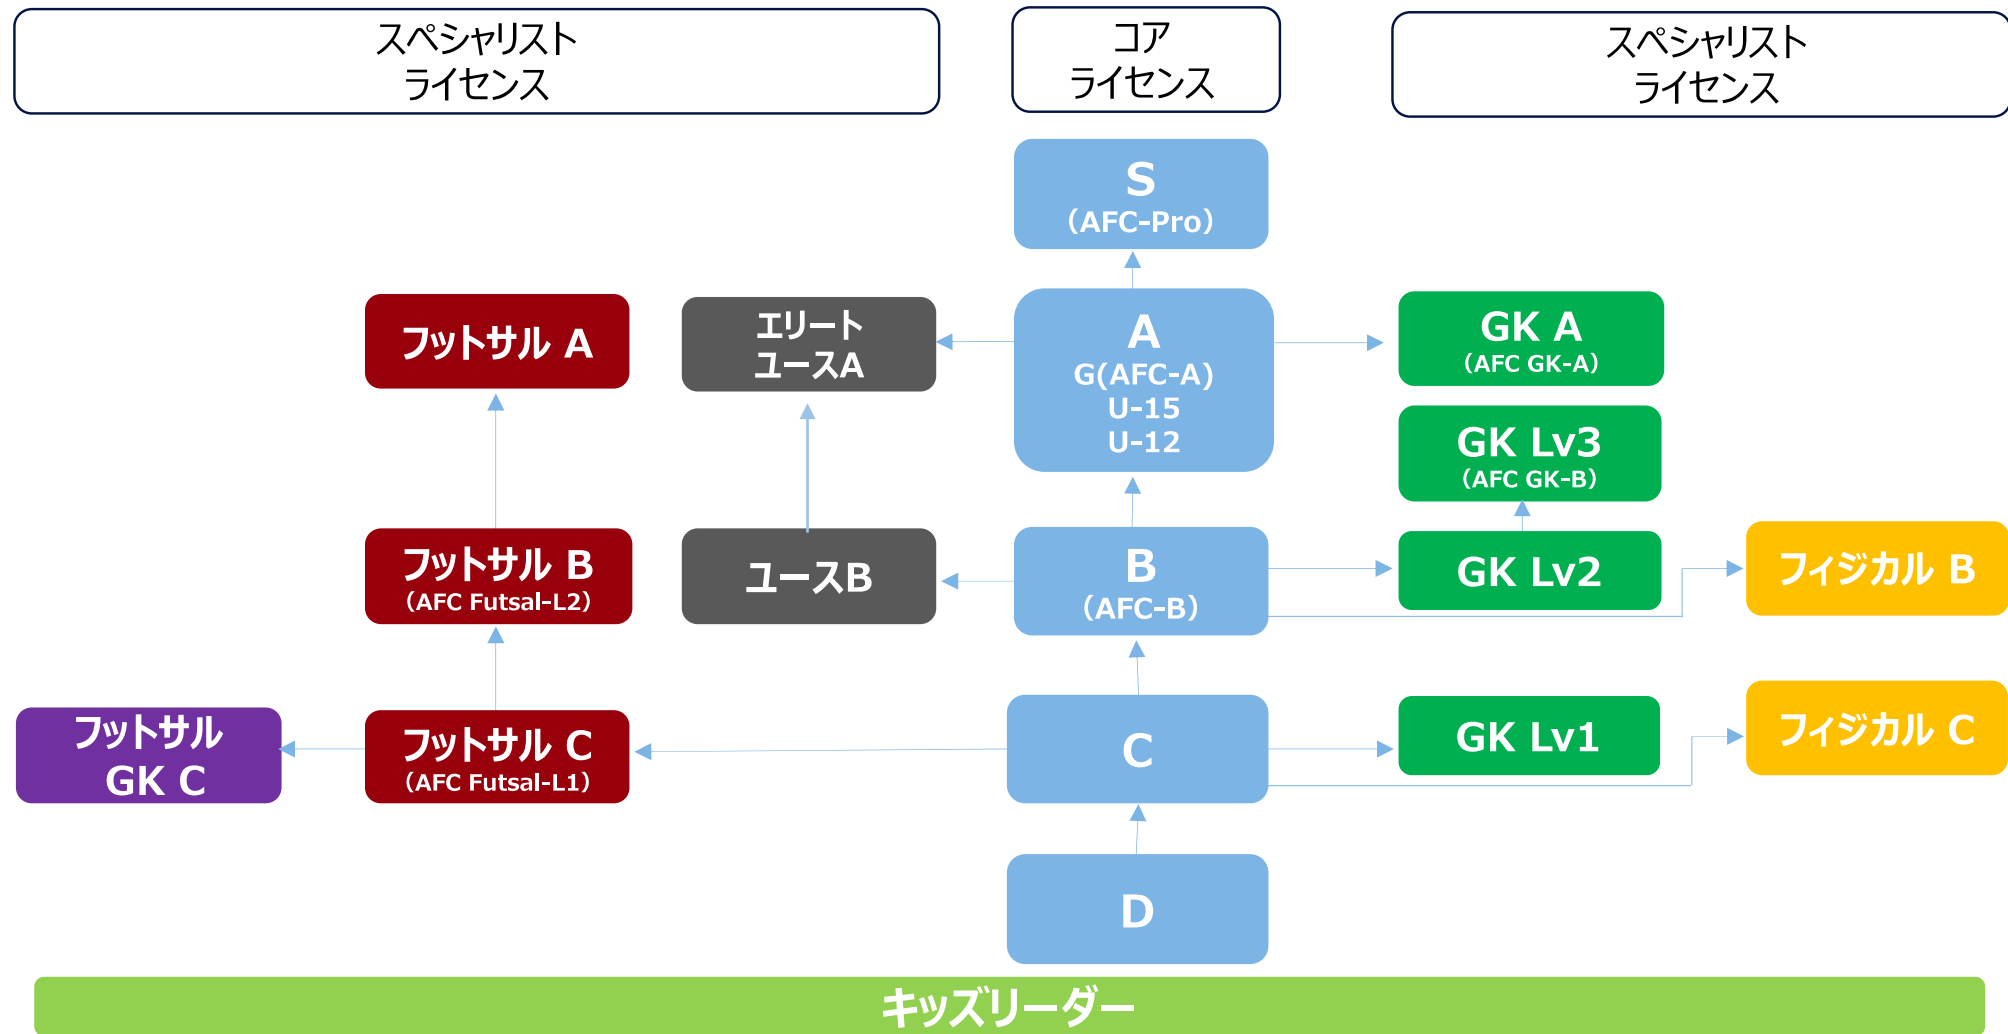 スペシャリスト
ライセンス
コア
ライセンス
スペシャリスト
ライセンス
S
（AFC-Pro）
フットサル A
エリート
ユースA
A
G(AFC-A)
U-15
U-12
GK A
（AFC GK-A）
GK Lv3
（AFC GK-B）
フットサル B
（AFC Futsal-L2）
ユースB
B
（AFC-B）
GK Lv2
フィジカル B
フットサル
GK C
フットサル C
（AFC Futsal-L1）
C
GK Lv1
フィジカル C
D
キッズリーダー